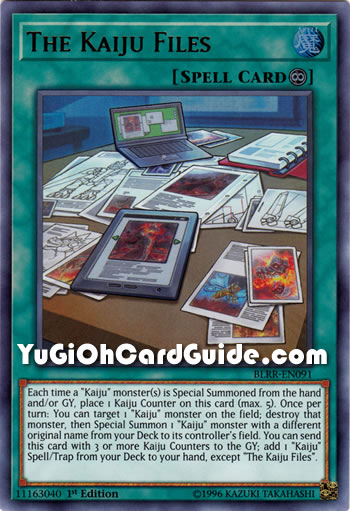 The Kaiju Files
[Spell Card]
YuGiOhCardGuide.com
BLRR-EN091
Each time a "Kaiju" monster(s) is Special Summoned from the hand
and/or GY, place 1 Kaiju Counter on this card (max. 5). Once per
turn: You can target 1 "Kaiju" monster on the field; destroy that
monster, then Special Summon 1 "Kaiju" monster with a different
original name from your Deck to its controller's field. You can send
this card with 3 or more Kaiju Counters to the GY; add 1 "Kaiju"
Spell/Trap from your Deck to your hand, except "The Kaiju Files".
11163040 1st Edition ©1996 KAZUKI TAKAHASHI